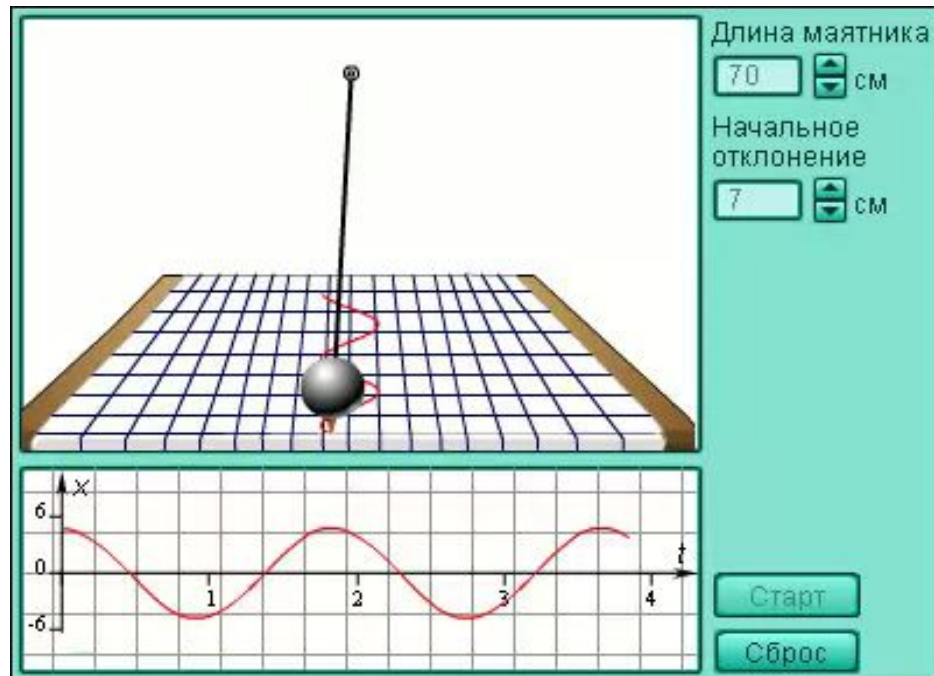 Длина маятника
70 см
Начальное
отклонение
7 см
x
6
0
-6
1 2 3 4
t
Старт
Сброс